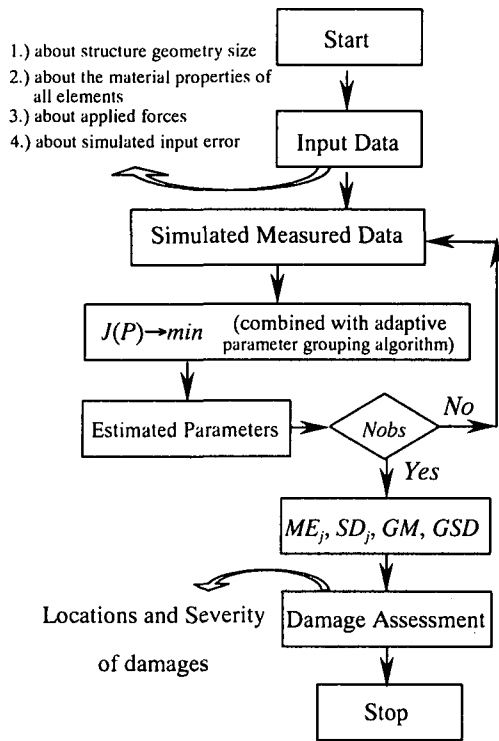 Start
1.) about structure geometry size
2.) about the material properties of
all elements
3.) about applied forces
4.) about simulated input error
Input Data
Simulated Measured Data
J(P)→min (combined with adaptive
parameter grouping algorithm)
Estimated Parameters
Nobs
No
Yes
MEj, SDj, GM, GSD
Locations and Severity
of damages
Damage Assessment
Stop